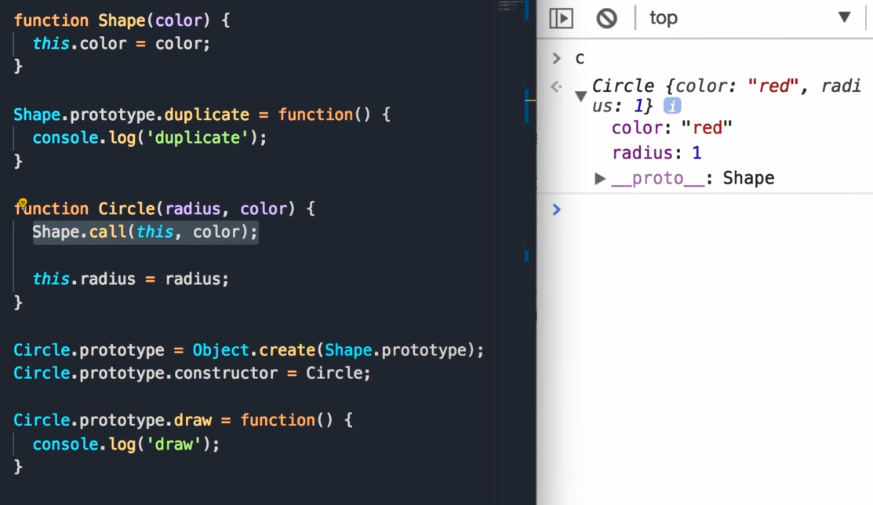 function Shape(color) {
  this.color = color;
}

Shape.prototype.duplicate = function() {
  console.log('duplicate');
}

function Circle(radius, color) {
  Shape.call(this, color);

  this.radius = radius;
}

Circle.prototype = Object.create(Shape.prototype);
Circle.prototype.constructor = Circle;

Circle.prototype.draw = function() {
  console.log('draw');
}
top
> c
Circle {color: "red", radi
us: 1} i
color: "red"
radius: 1
__proto__: Shape
>